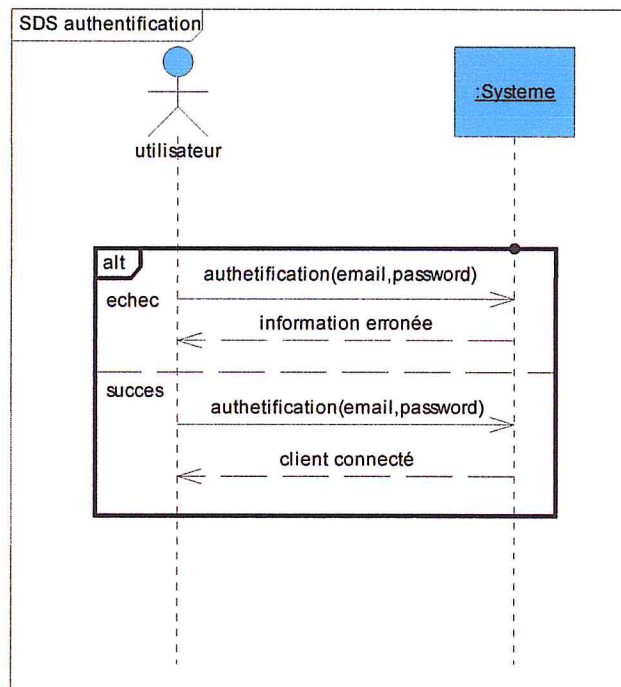 SDS authentification
:Systeme
utilisateur
alt
authetification(email,password)
echec
information erronée
succes
authetification(email,password)
client connecté